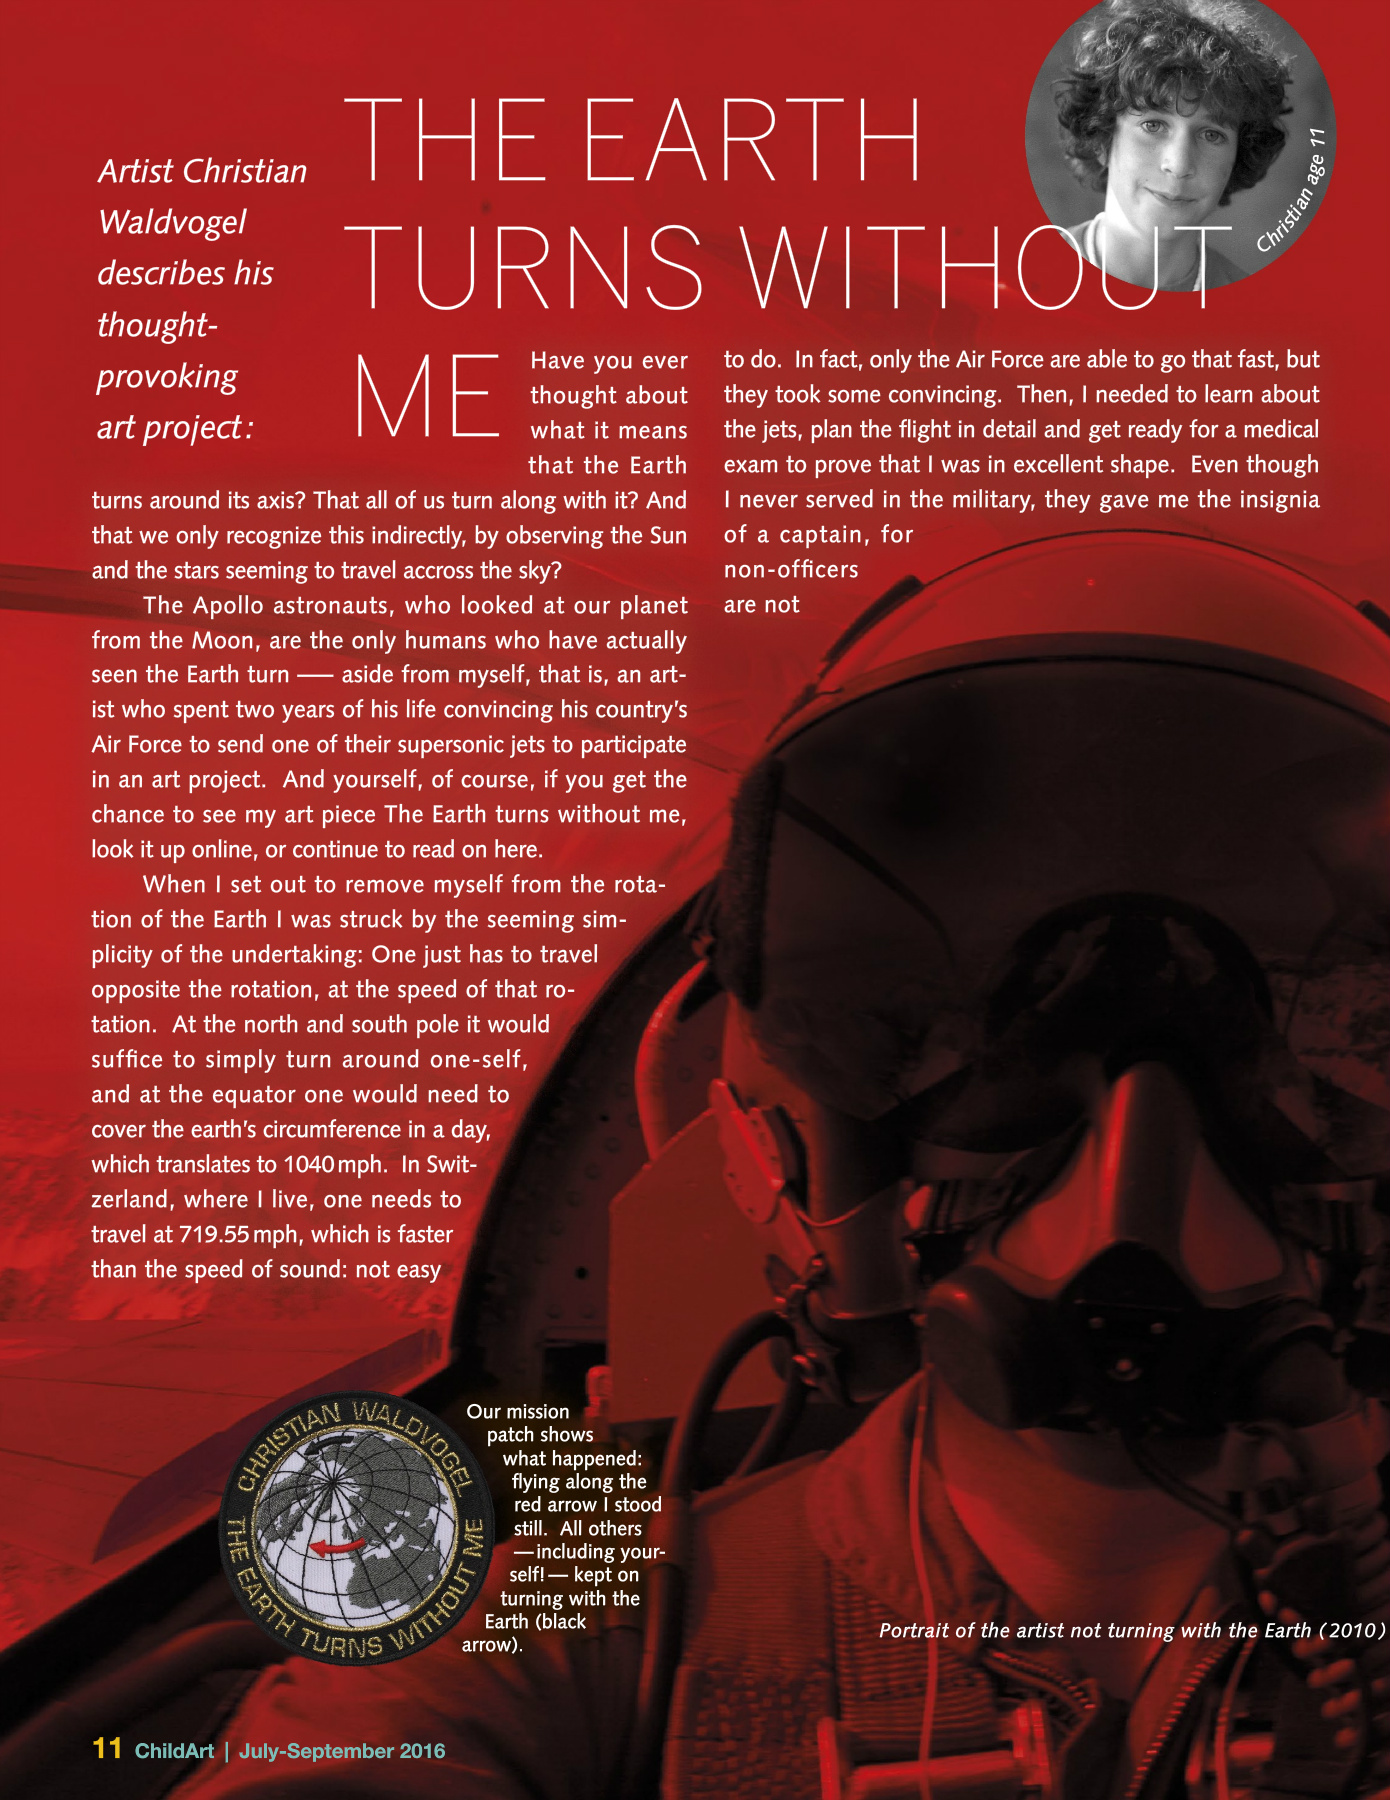 Artist Christian
Waldvogel
describes his
thought-
provoking
art project:
THE EARTH
TURNS WITHOUT
ME
Christian age 11
Have you ever
thought about
what it means
that the Earth
turns around its axis? That all of us turn along with it? And
that we only recognize this indirectly, by observing the Sun
and the stars seeming to travel accross the sky?
The Apollo astronauts, who looked at our planet
from the Moon, are the only humans who have actually
seen the Earth turn — aside from myself, that is, an art-
ist who spent two years of his life convincing his country's
Air Force to send one of their supersonic jets to participate
in an art project. And yourself, of course, if you get the
chance to see my art piece The Earth turns without me,
look it up online, or continue to read on here.
When I set out to remove myself from the rota-
tion of the Earth I was struck by the seeming sim-
plicity of the undertaking: One just has to travel
opposite the rotation, at the speed of that ro-
tation. At the north and south pole it would
suffice to simply turn around one-self,
and at the equator one would need to
cover the earth's circumference in a day,
which translates to 1040 mph. In Swit-
zerland, where I live, one needs to
travel at 719.55 mph, which is faster
than the speed of sound: not easy
to do. In fact, only the Air Force are able to go that fast, but
they took some convincing. Then, I needed to learn about
the jets, plan the flight in detail and get ready for a medical
exam to prove that I was in excellent shape. Even though
I never served in the military, they gave me the insignia
of a captain, for
non-officers
are not
CHRISTIAN WALDVOGEL
THE EARTH TURNS WITHOUT ME
Our mission
patch shows
what happened:
flying along the
red arrow I stood
still. All others
—including your-
self!— kept on
turning with the
Earth (black
arrow).
Portrait of the artist not turning with the Earth (2010)
11 ChildArt | July-September 2016